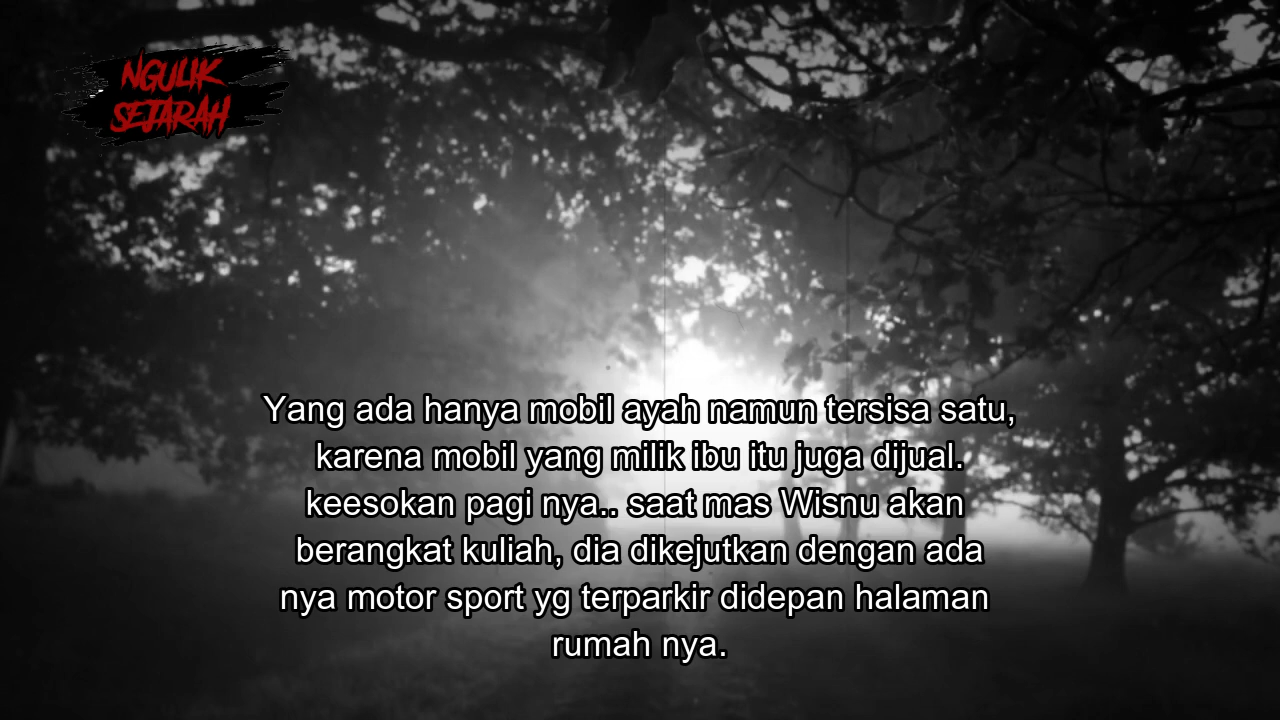 NGULIK
SEJARAH
Yang ada hanya mobil ayah namun tersisa satu,
karena mobil yang milik ibu itu juga dijual.
keesokan pagi nya.. saat mas Wisnu akan
berangkat kuliah, dia dikejutkan dengan ada
nya motor sport yg terparkir didepan halaman
rumah nya.